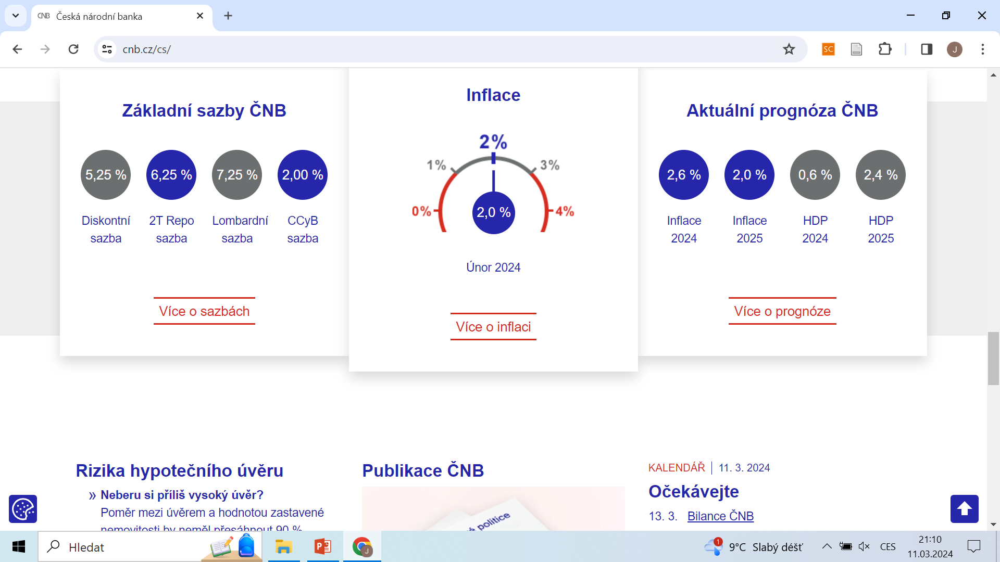 CNB Česká národní banka
cnb.cz/cs/
SC
J
Základní sazby ČNB
5,25 %
6,25 %
7,25 %
2,00 %
Diskontní sazba
2T Repo sazba
Lombardní sazba
CCyB sazba
Více o sazbách
Inflace
2%
1%
3%
0%
4%
2,0 %
Únor 2024
Více o inflaci
Aktuální prognóza ČNB
2,6 %
2,0 %
0,6 %
2,4 %
Inflace 2024
Inflace 2025
HDP 2024
HDP 2025
Více o prognóze
Rizika hypotečního úvěru
» Neberu si příliš vysoký úvěr?
Poměr mezi úvěrem a hodnotou zastavené
nemovitosti by neměl přesáhnout 90 %
Publikace ČNB
politice
KALENDÁŘ | 11. 3. 2024
Očekávejte
13. 3. Bilance ČNB
Hledat
P
J
1
9°C Slabý déšť
CES
21:10
11.03.2024